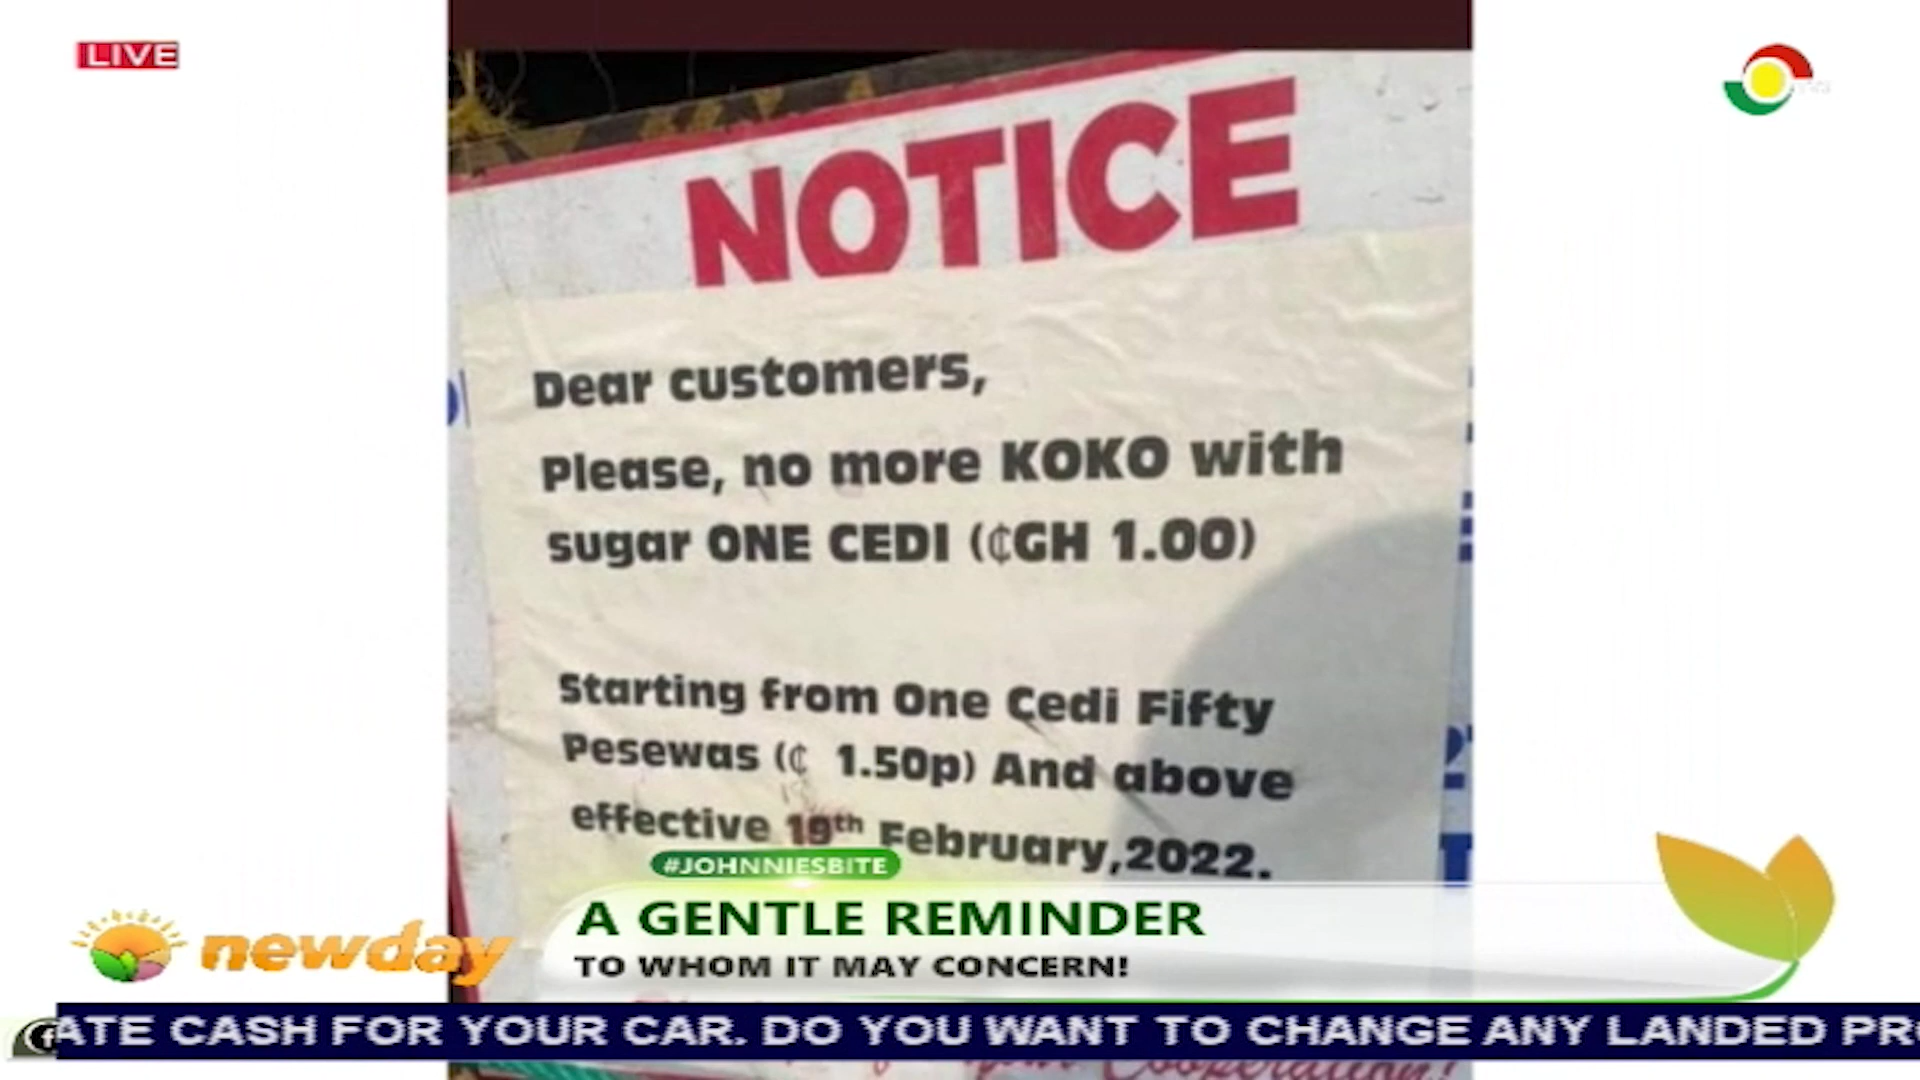 LIVE
NOTICE
Dear customers,
Please, no more KOKO with
sugar ONE CEDI (₵GH 1.00)
Starting from One Cedi Fifty
Pesewas (₵ 1.50p) And above
effective 19th February,2022.
#JOHNNIESBITE
A GENTLE REMINDER
TO WHOM IT MAY CONCERN!
newday
ATE CASH FOR YOUR CAR. DO YOU WANT TO CHANGE ANY LANDED PR
Cooperation!